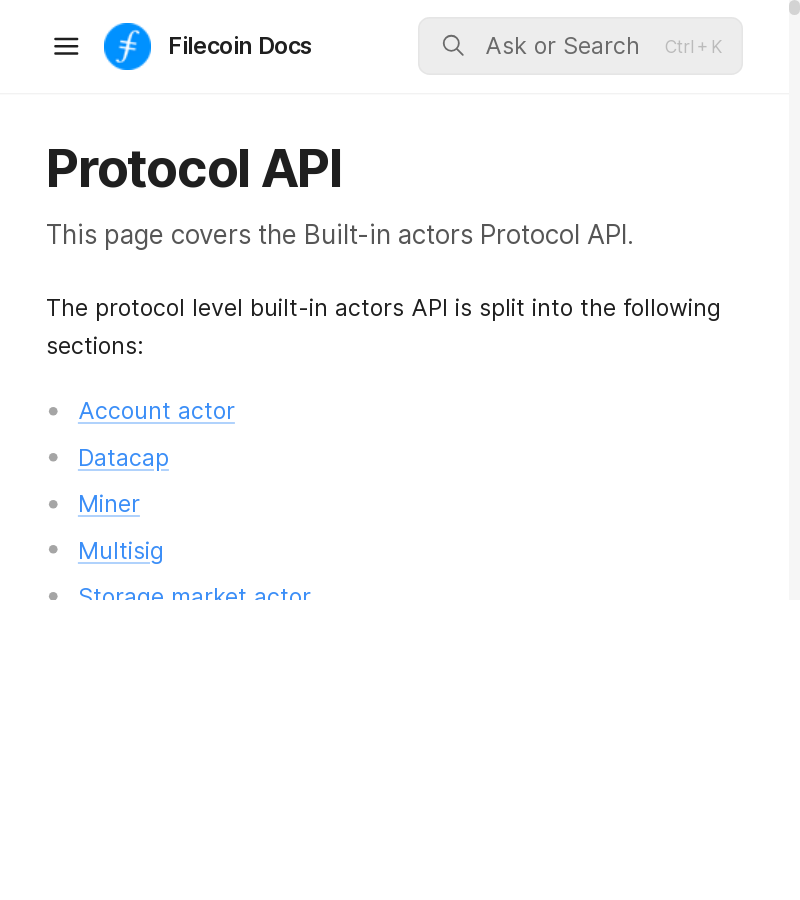 Filecoin Docs
Ask or Search
Ctrl + K
Protocol API
This page covers the Built-in actors Protocol API.
The protocol level built-in actors API is split into the following
sections:
Account actor
Datacap
Miner
Multisig
Storage market actor